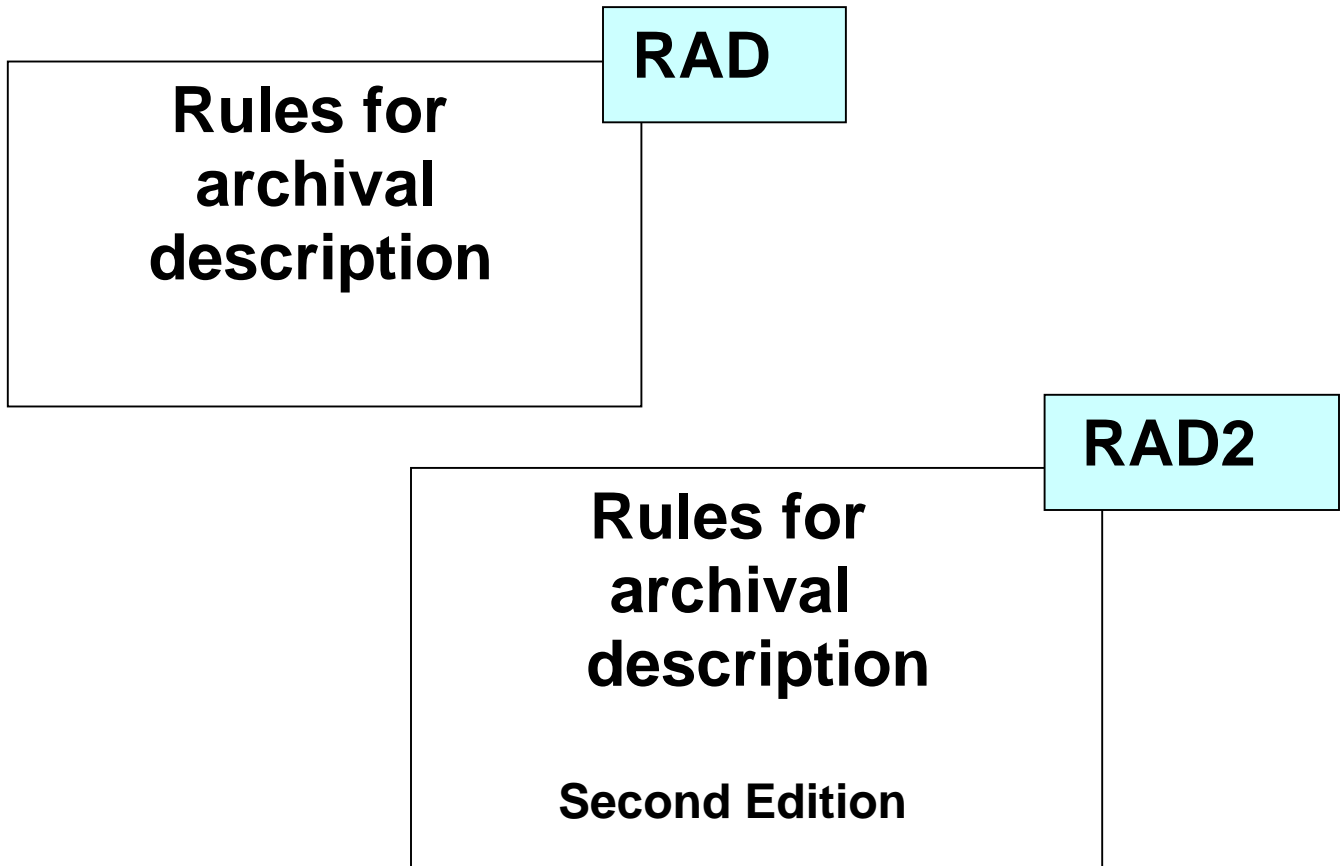 RAD
Rules for
archival
description
RAD2
Rules for
archival
description
Second Edition